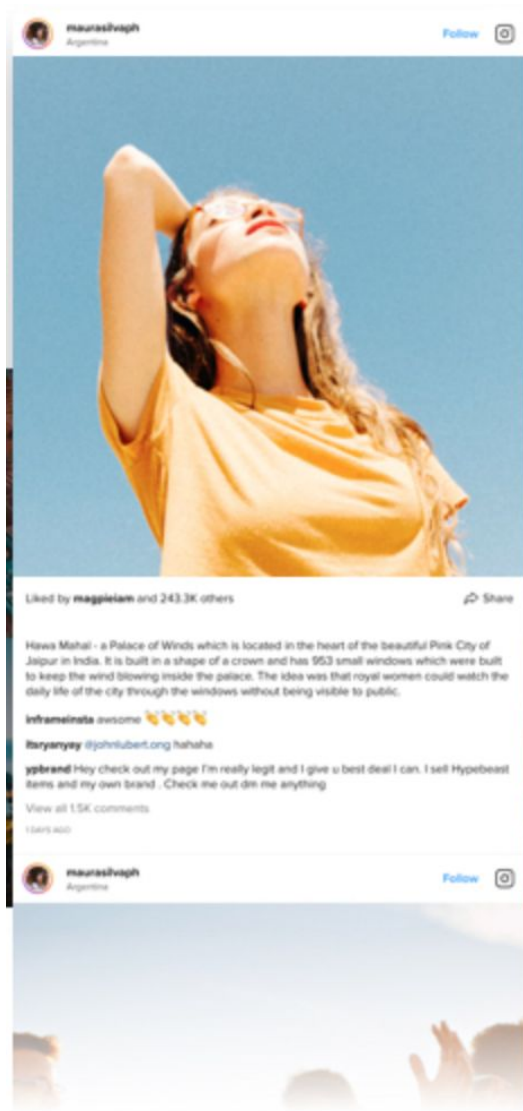 maurasilvaph
Argentina
Follow
Liked by magpieiam and 243.3K others
Share
Hawa Mahal - a Palace of Winds which is located in the heart of the beautiful Pink City of
Jaipur in India. It is built in a shape of a crown and has 953 small windows which were built
to keep the wind blowing inside the palace. The idea was that royal women could watch the
daily life of the city through the windows without being visible to public.
inframeinsta awsome 👏👏👏👏
itsryanyay @johnlubert.ong hahaha
ypbrand Hey check out my page I'm really legit and I give u best deal I can. I sell Hypebeast
items and my own brand . Check me out dm me anything
View all 1.5K comments
1 DAYS AGO
maurasilvaph
Argentina
Follow